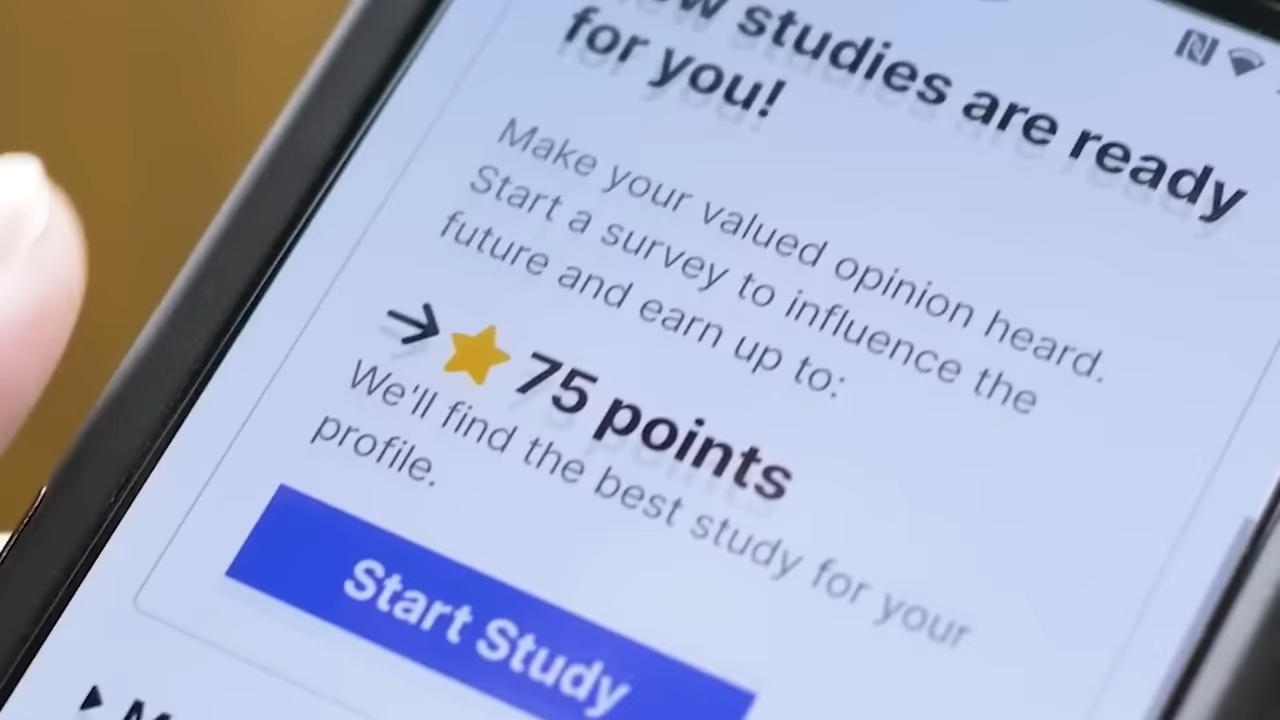 studies are ready
for you!
Make your valued opinion heard.
Start a survey to influence the
future and earn up to:
75 points
We'll find the best study for your
profile.
Start Study